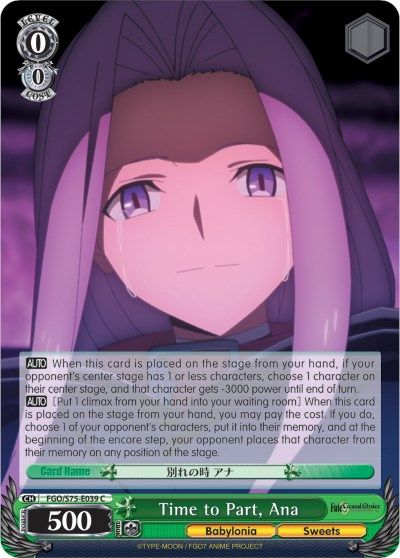 LEVEL
0
0
COST
[AUTO] When this card is placed on the stage from your hand, if your
opponent's center stage has 1 or less characters, choose 1 character on
their center stage, and that character gets -3000 power until end of turn.
[AUTO] [Put 1 climax from your hand into your waiting room] When this card
is placed on the stage from your hand, you may pay the cost. If you do,
choose 1 of your opponent's characters, put it into their memory, and at the
beginning of the encore step, your opponent places that character from
their memory on any position of the stage.
Card Name
別れの時 アナ
CH
FGO/S75-E039 C
POWER
500
Time to Part, Ana
Fate/Grand Order
Babylonia
Sweets
©TYPE-MOON / FGO7 ANIME PROJECT